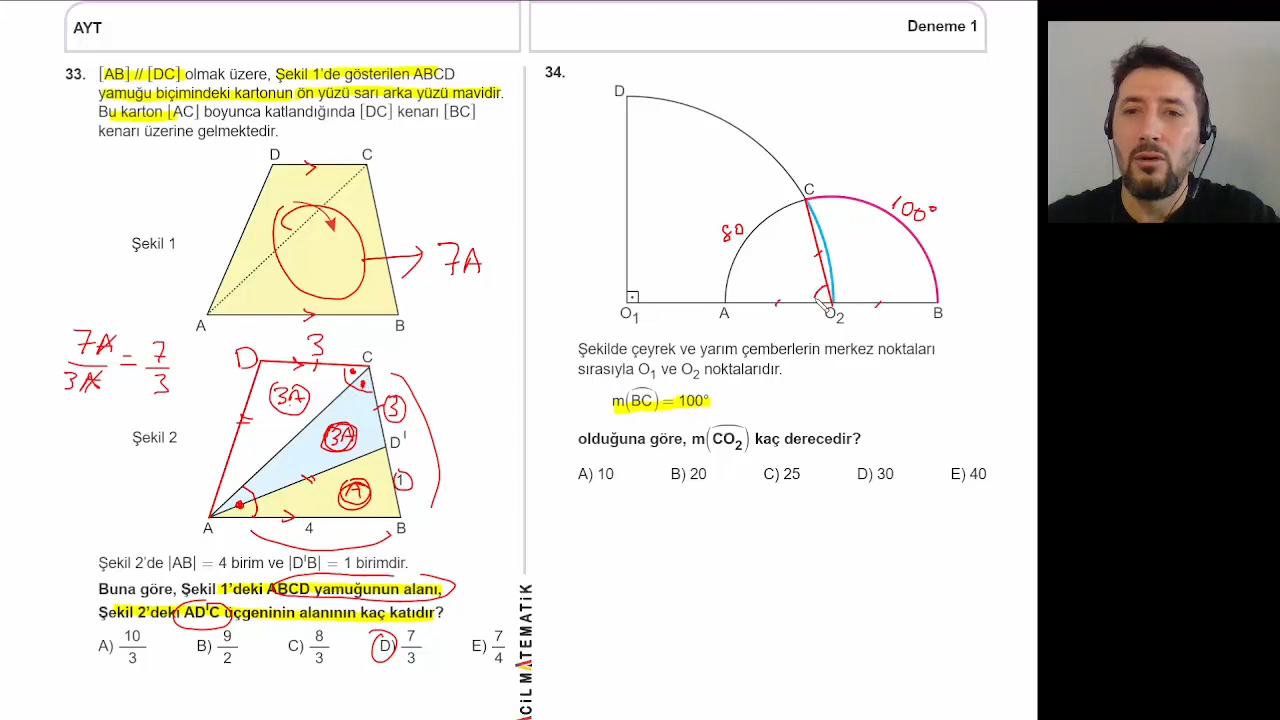 AYT
Deneme 1
33. [AB] // [DC] olmak üzere, Şekil 1'de gösterilen ABCD
yamuğu biçimindeki kartonun ön yüzü sarı arka yüzü mavidir.
Bu karton [AC] boyunca katlandığında [DC] kenarı [BC]
kenarı üzerine gelmektedir.
D C
Şekil 1
7A
A B
7A/3A = 7/3
D 3 C
3A
3
3A
Şekil 2
D'
1
A
A 4 B
Şekil 2'de |AB| = 4 birim ve |D'B| = 1 birimdir.
Buna göre, Şekil 1'deki ABCD yamuğunun alanı,
Şekil 2'deki AD'C üçgeninin alanının kaç katıdır?
A) 10/3 B) 9/2 C) 8/3 D) 7/3 E) 7/4
ACİL MATEMATİK
34.
D
C
100°
80
O1 A O2 B
Şekilde çeyrek ve yarım çemberlerin merkez noktaları
sırasıyla O1 ve O2 noktalarıdır.
m(BC) = 100°
olduğuna göre, m(CO2) kaç derecedir?
A) 10 B) 20 C) 25 D) 30 E) 40